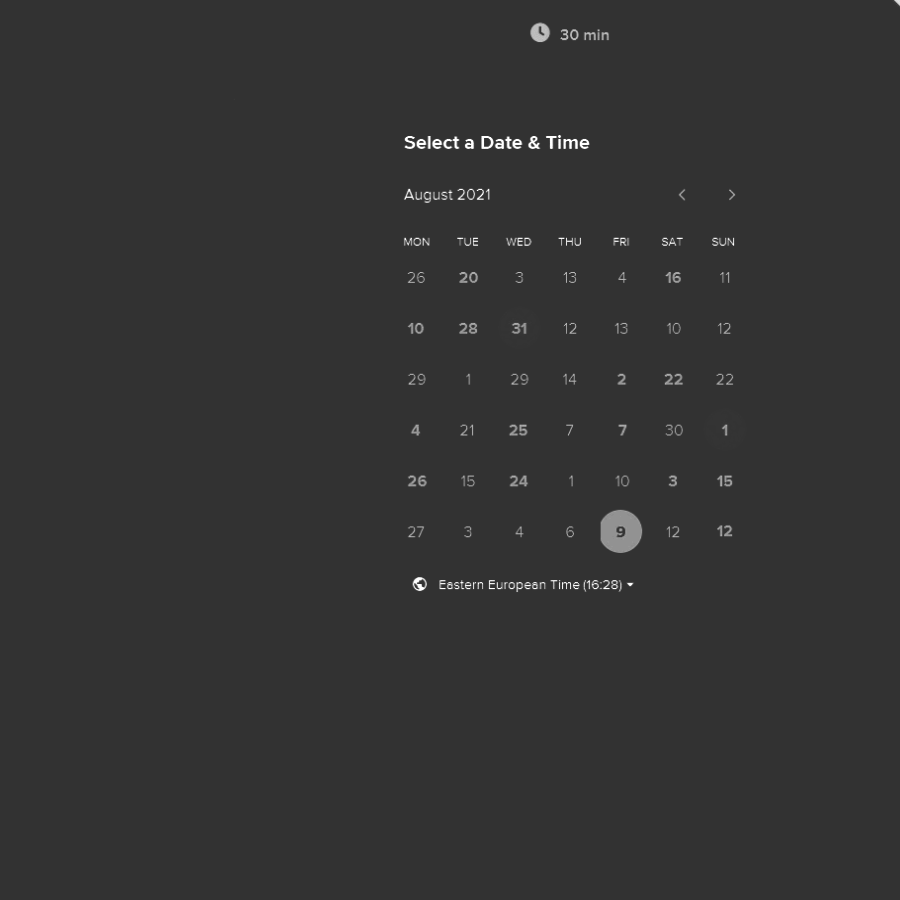 30 min
Select a Date & Time
August 2021
MON TUE WED THU FRI SAT SUN
26 20 3 13 4 16 11
10 28 31 12 13 10 12
29 1 29 14 2 22 22
4 21 25 7 7 30 1
26 15 24 1 10 3 15
27 3 4 6 9 12 12
Eastern European Time (16:28)